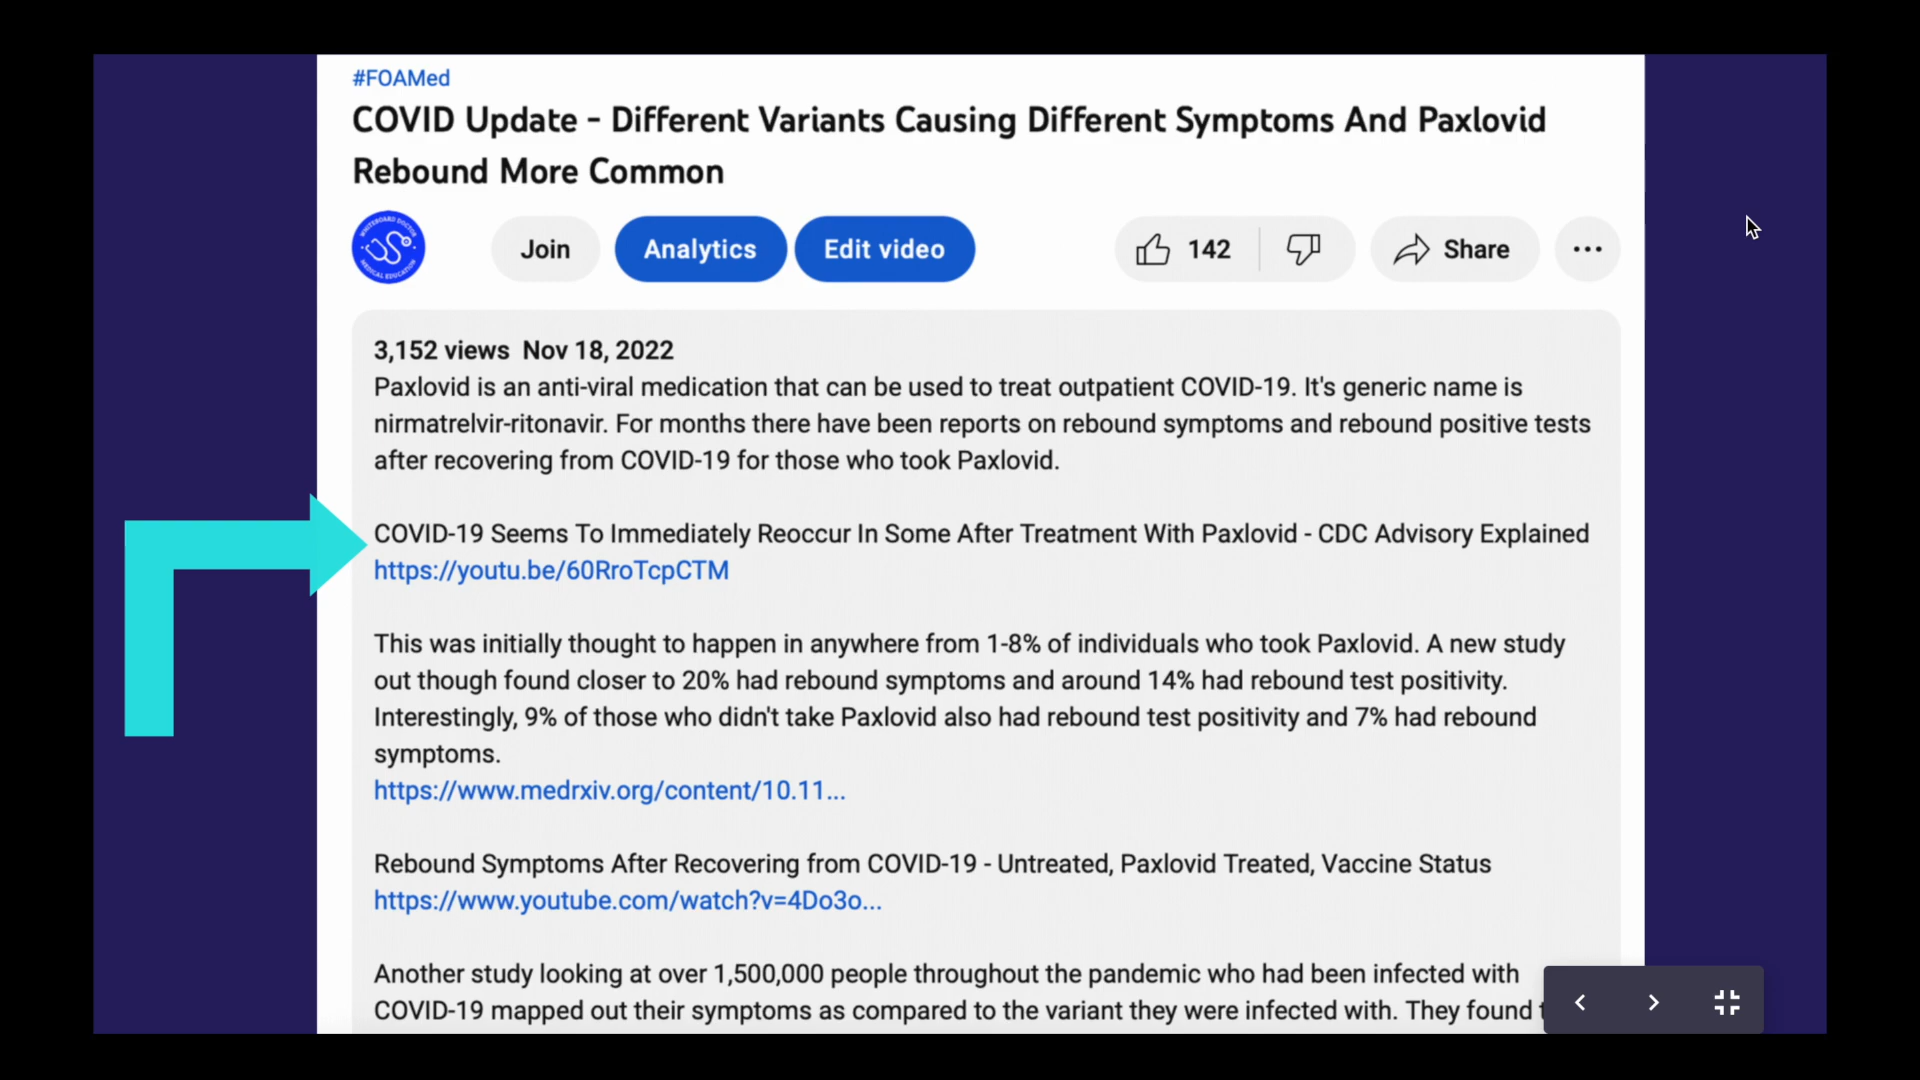 #FOAMed
COVID Update - Different Variants Causing Different Symptoms And Paxlovid
Rebound More Common
WHITEBOARD DOCTOR
MEDICAL EDUCATION
Join
Analytics
Edit video
142
Share
3,152 views Nov 18, 2022
Paxlovid is an anti-viral medication that can be used to treat outpatient COVID-19. It's generic name is
nirmatrelvir-ritonavir. For months there have been reports on rebound symptoms and rebound positive tests
after recovering from COVID-19 for those who took Paxlovid.
COVID-19 Seems To Immediately Reoccur In Some After Treatment With Paxlovid - CDC Advisory Explained
https://youtu.be/60RroTcpCTM
This was initially thought to happen in anywhere from 1-8% of individuals who took Paxlovid. A new study
out though found closer to 20% had rebound symptoms and around 14% had rebound test positivity.
Interestingly, 9% of those who didn't take Paxlovid also had rebound test positivity and 7% had rebound
symptoms.
https://www.medrxiv.org/content/10.11...
Rebound Symptoms After Recovering from COVID-19 - Untreated, Paxlovid Treated, Vaccine Status
https://www.youtube.com/watch?v=4Do3o...
Another study looking at over 1,500,000 people throughout the pandemic who had been infected with
COVID-19 mapped out their symptoms as compared to the variant they were infected with. They found